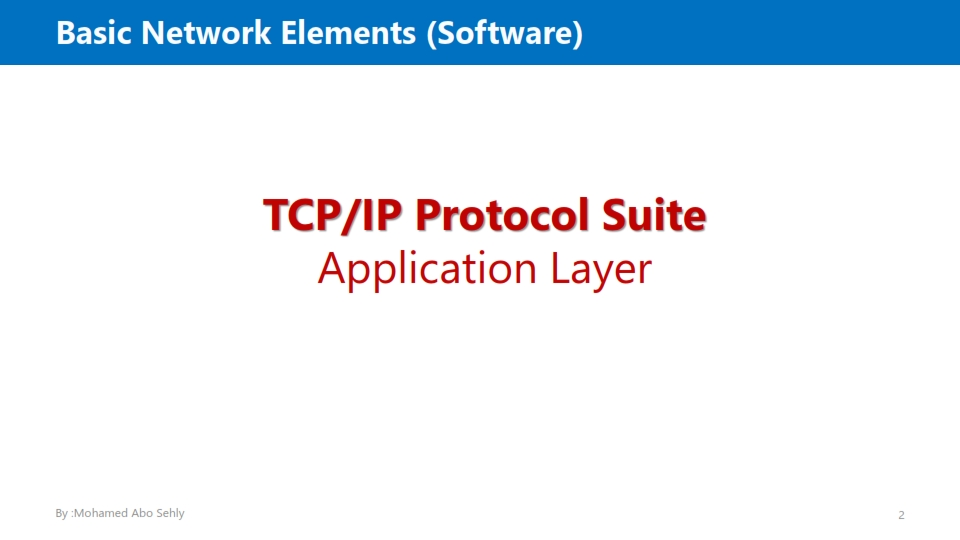 Basic Network Elements (Software)
TCP/IP Protocol Suite
Application Layer
By :Mohamed Abo Sehly
2